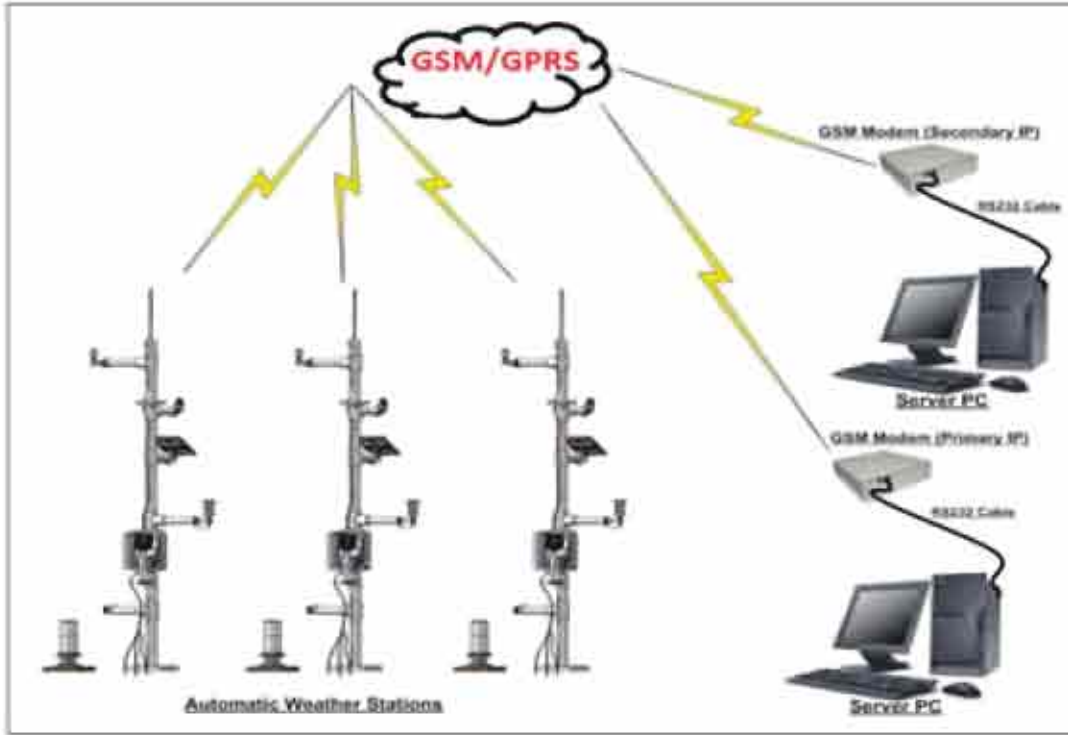 GSM/GPRS
GSM Modem (Secondary IP)
RS232 Cable
Server PC
GSM Modem (Primary IP)
RS232 Cable
Server PC
Automatic Weather Stations